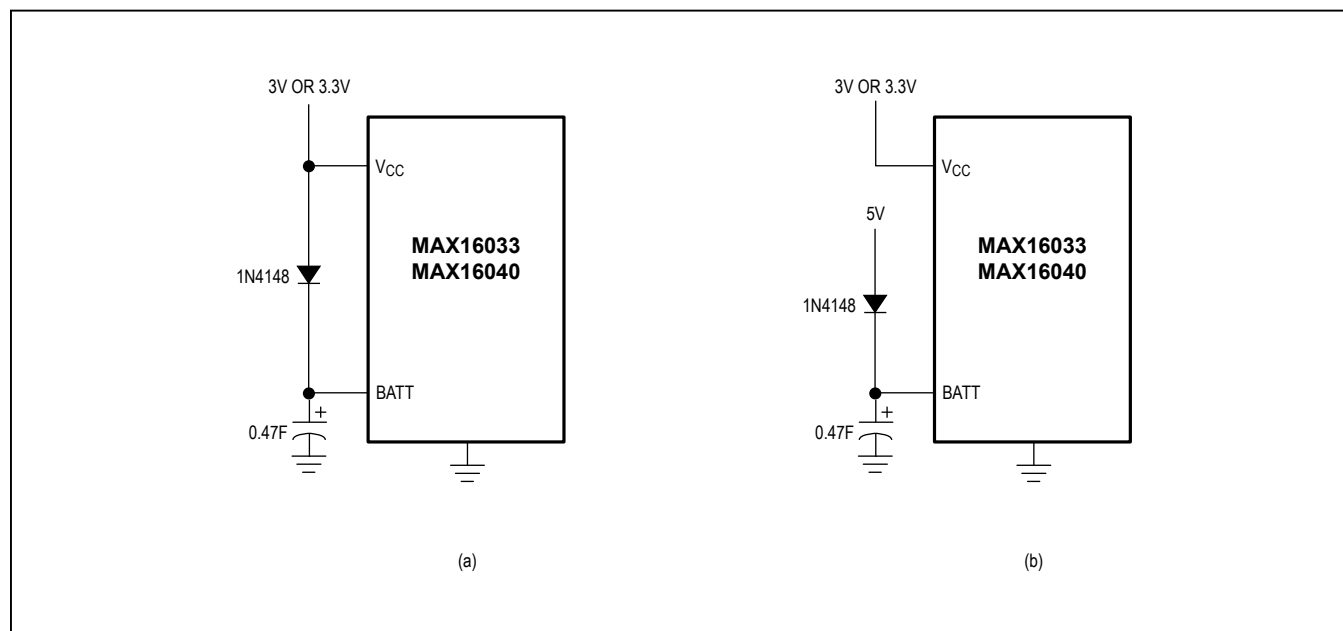 3V OR 3.3V
VCC
MAX16033
MAX16040
1N4148
BATT
+
0.47F
(a)
3V OR 3.3V
VCC
5V
MAX16033
MAX16040
1N4148
BATT
+
0.47F
(b)